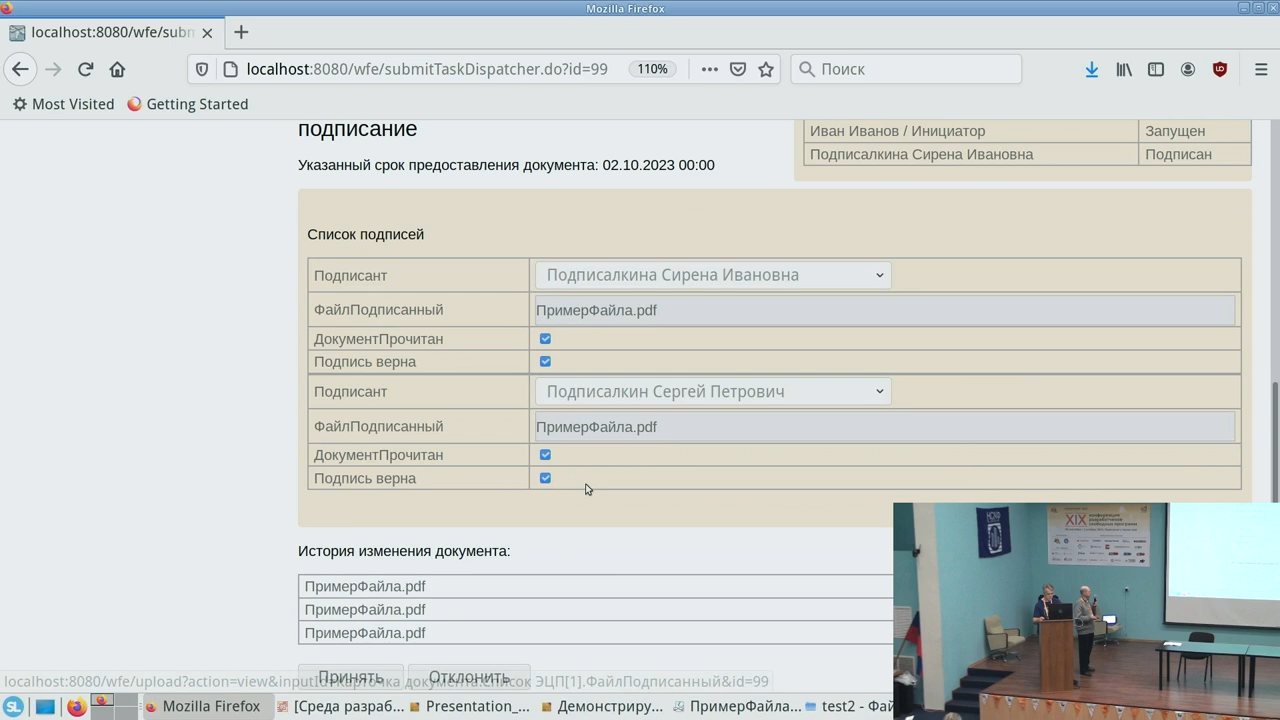 Mozilla Firefox
localhost:8080/wfe/subm
localhost:8080/wfe/submitTaskDispatcher.do?id=99
110%
Поиск
Most Visited
Getting Started
подписание
Указанный срок предоставления документа: 02.10.2023 00:00
Иван Иванов / Инициатор Запущен
Подписалкина Сирена Ивановна Подписан
Список подписей
Подписант Подписалкина Сирена Ивановна
ФайлПодписанный ПримерФайла.pdf
ДокументПрочитан
Подпись верна
Подписант Подписалкин Сергей Петрович
ФайлПодписанный ПримерФайла.pdf
ДокументПрочитан
Подпись верна
История изменения документа:
ПримерФайла.pdf
ПримерФайла.pdf
ПримерФайла.pdf
Принять Отклонить
XIX конференция
разработчиков
свободных программ
Mozilla Firefox
[Среда разраб...
Presentation_...
Демонстриру...
ПримерФайла...
test2 - Фай